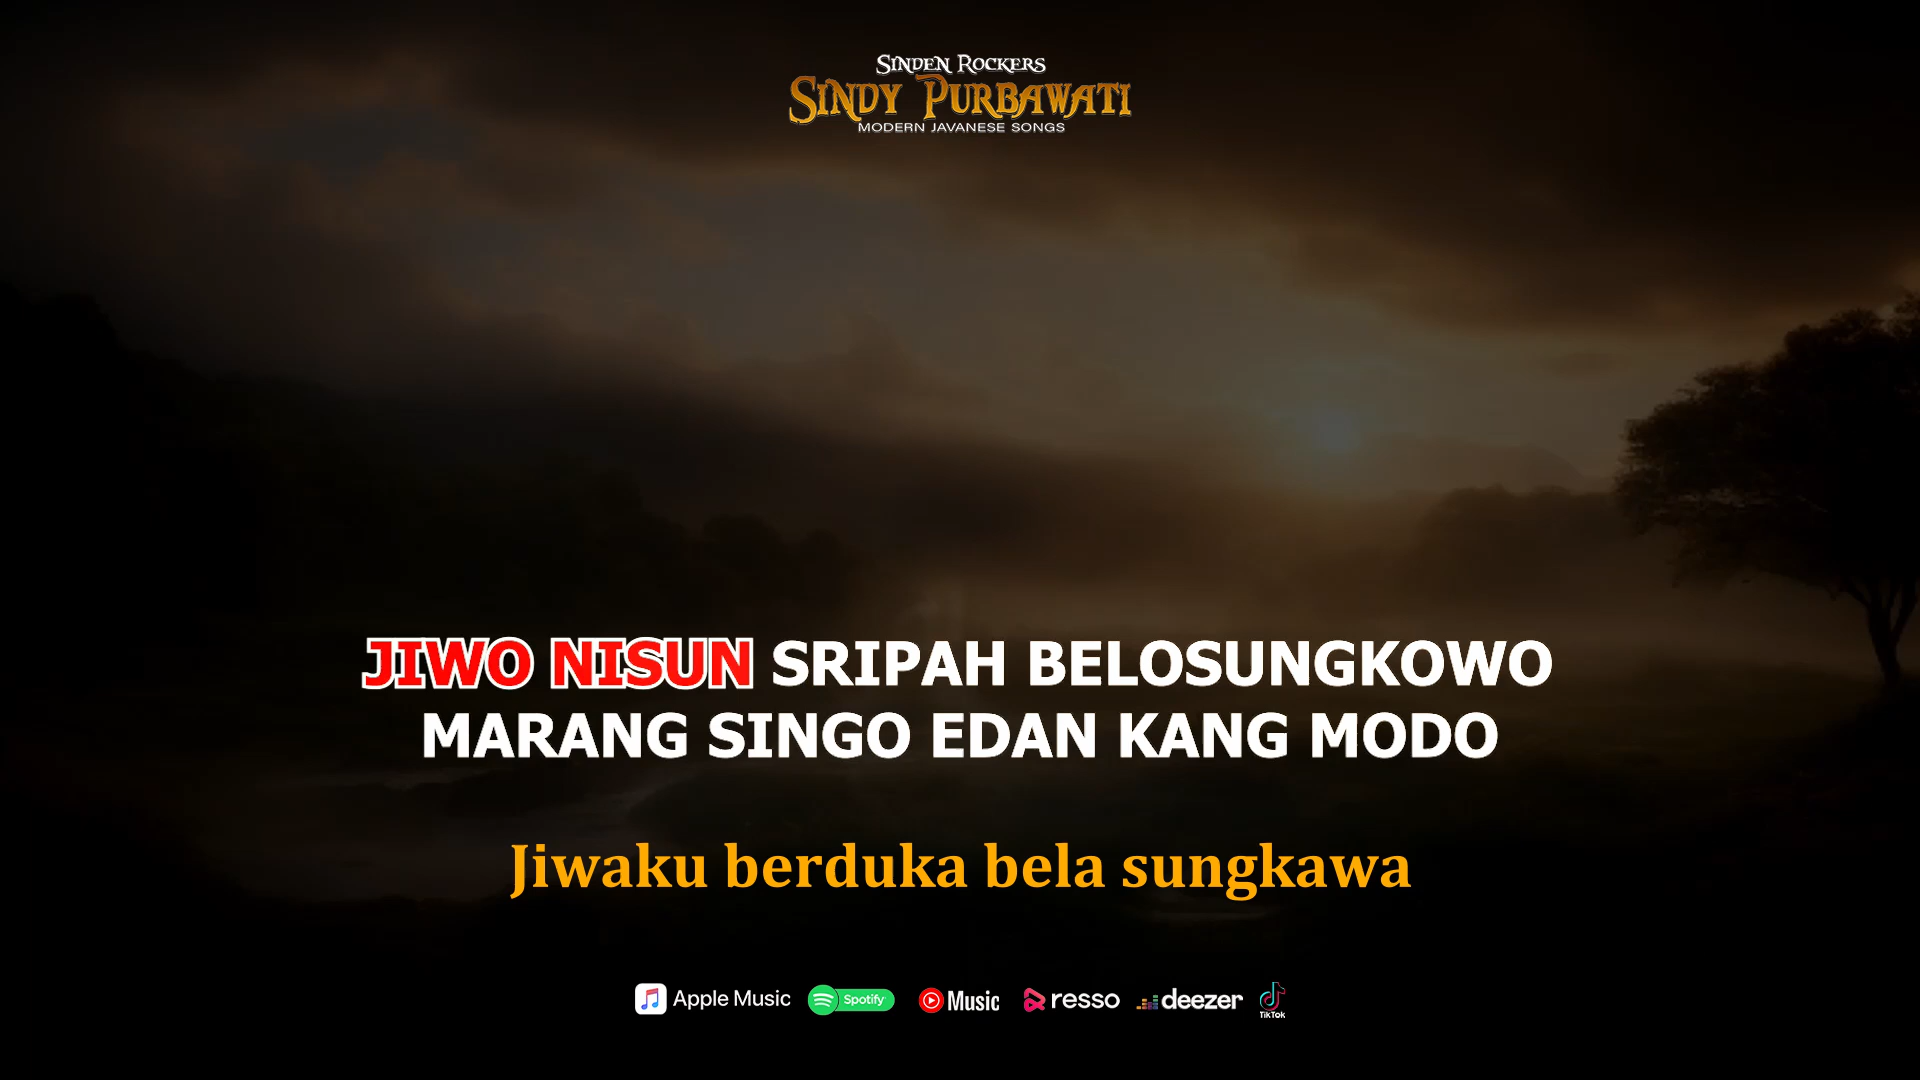 SINDEN ROCKERS
SINDY PURBAWATI
MODERN JAVANESE SONGS
JIWO NISUN SRIPAH BELOSUNGKOWO
MARANG SINGO EDAN KANG MODO
Jiwaku berduka bela sungkawa
Apple Music Spotify Music resso deezer TikTok